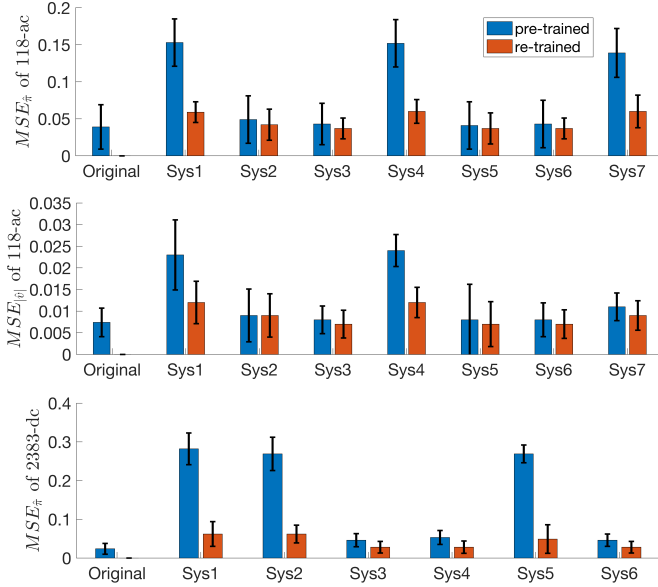 0.2
0.15
0.1
0.05
0
MSE_{π̂} of 118-ac
pre-trained
re-trained
Original Sys1 Sys2 Sys3 Sys4 Sys5 Sys6 Sys7
0.035
0.03
0.025
0.02
0.015
0.01
0.005
0
MSE_{|v̂|} of 118-ac
Original Sys1 Sys2 Sys3 Sys4 Sys5 Sys6 Sys7
0.4
0.3
0.2
0.1
0
MSE_{π̂} of 2383-dc
Original Sys1 Sys2 Sys3 Sys4 Sys5 Sys6